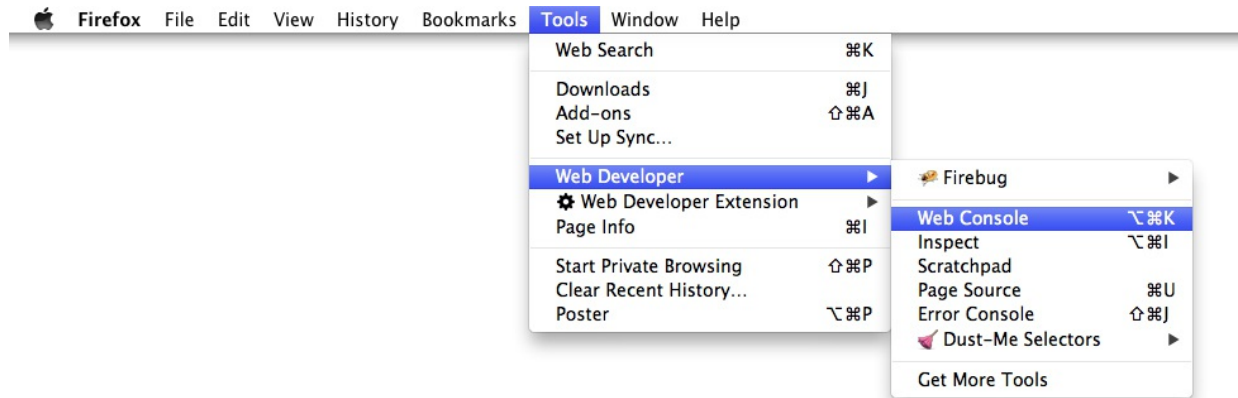 Firefox File Edit View History Bookmarks Tools Window Help
Web Search ⌘K
Downloads ⌘J
Add-ons ⇧⌘A
Set Up Sync...
Web Developer ▶
Web Developer Extension ▶
Page Info ⌘I
Start Private Browsing ⇧⌘P
Clear Recent History...
Poster ⌥⌘P
Firebug ▶
Web Console ⌥⌘K
Inspect ⌥⌘I
Scratchpad
Page Source ⌘U
Error Console ⇧⌘J
Dust-Me Selectors ▶
Get More Tools